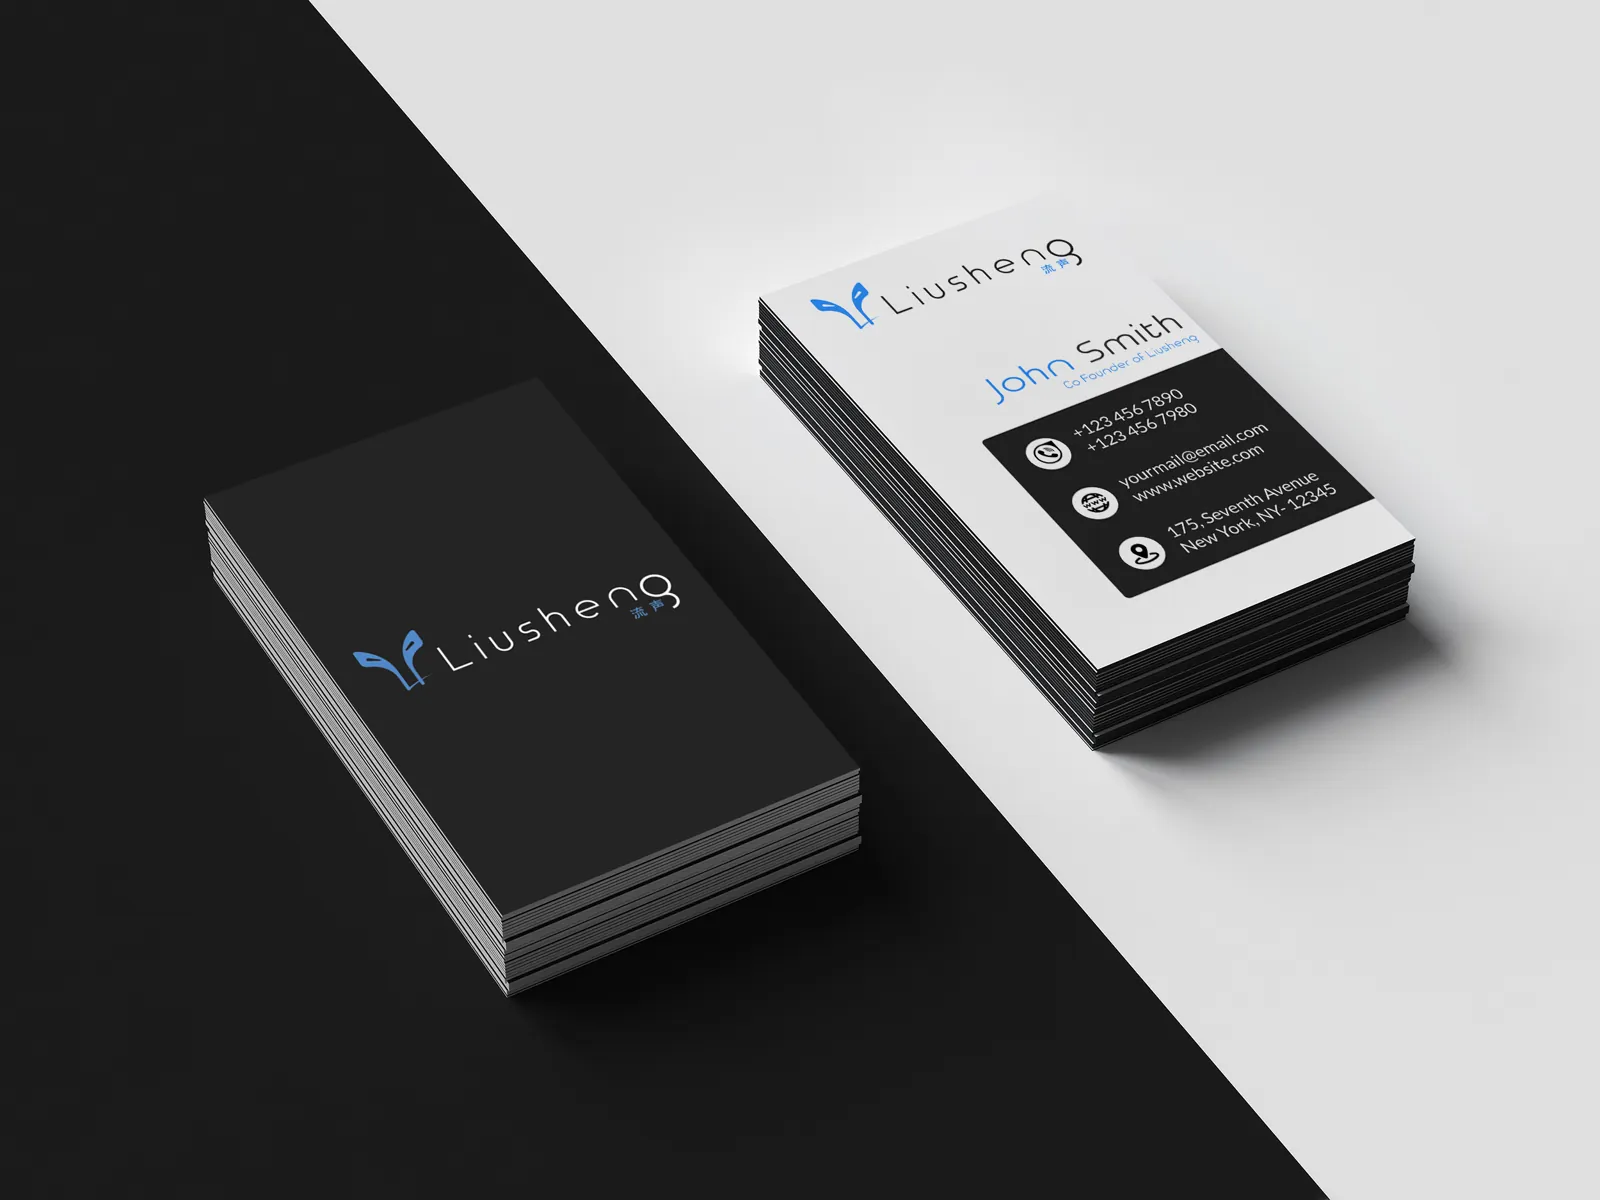 Liusheng
流声
Liusheng
流声
John Smith
Co Founder of Liusheng
+123 456 7890
+123 456 7980
yourmail@email.com
www.website.com
WWW
175, Seventh Avenue
New York, NY- 12345